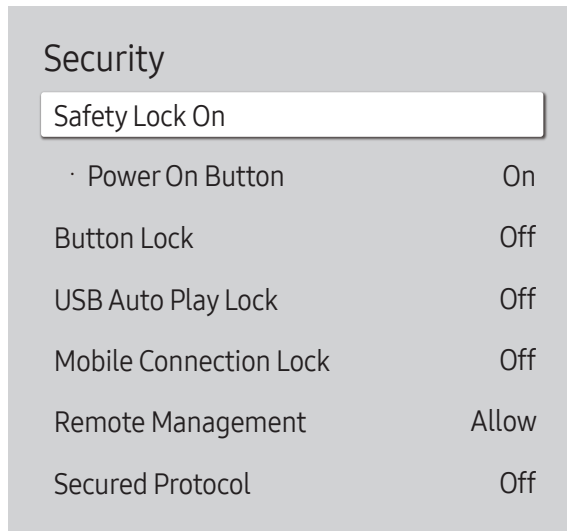 Security
Safety Lock On
· Power On Button On
Button Lock Off
USB Auto Play Lock Off
Mobile Connection Lock Off
Remote Management Allow
Secured Protocol Off